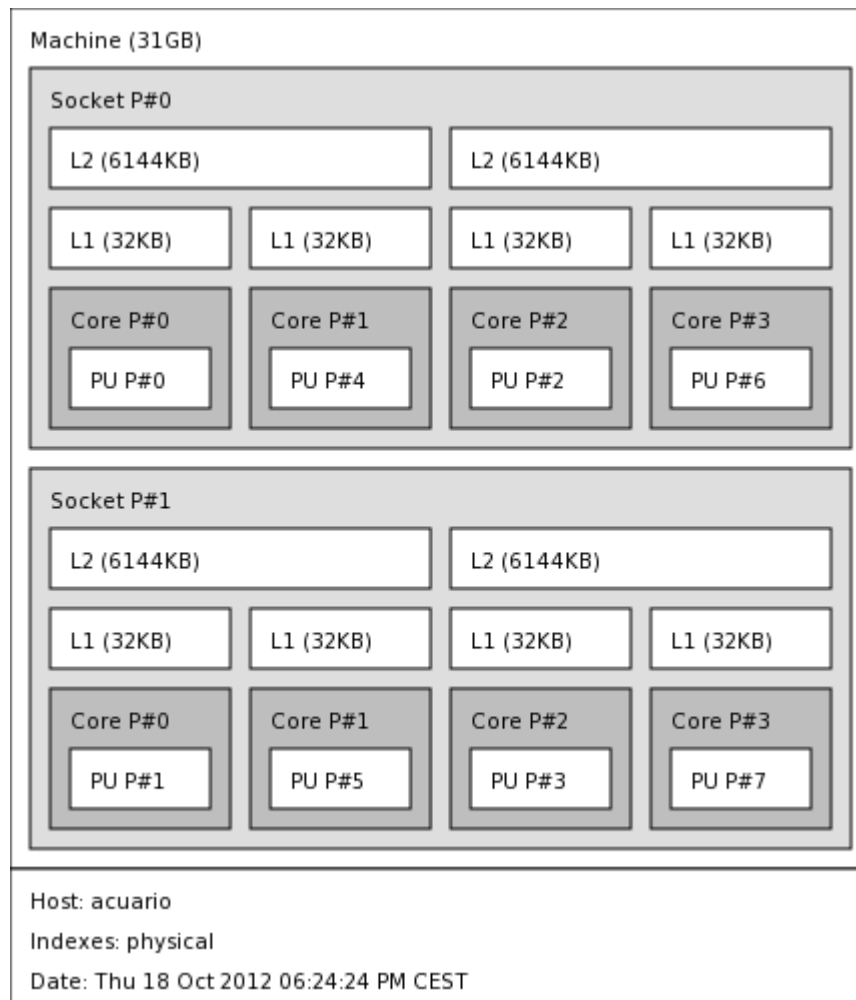 Machine (31GB)
Socket P#0
L2 (6144KB) L2 (6144KB)
L1 (32KB) L1 (32KB) L1 (32KB) L1 (32KB)
Core P#0 Core P#1 Core P#2 Core P#3
PU P#0 PU P#4 PU P#2 PU P#6
Socket P#1
L2 (6144KB) L2 (6144KB)
L1 (32KB) L1 (32KB) L1 (32KB) L1 (32KB)
Core P#0 Core P#1 Core P#2 Core P#3
PU P#1 PU P#5 PU P#3 PU P#7
Host: acuario
Indexes: physical
Date: Thu 18 Oct 2012 06:24:24 PM CEST